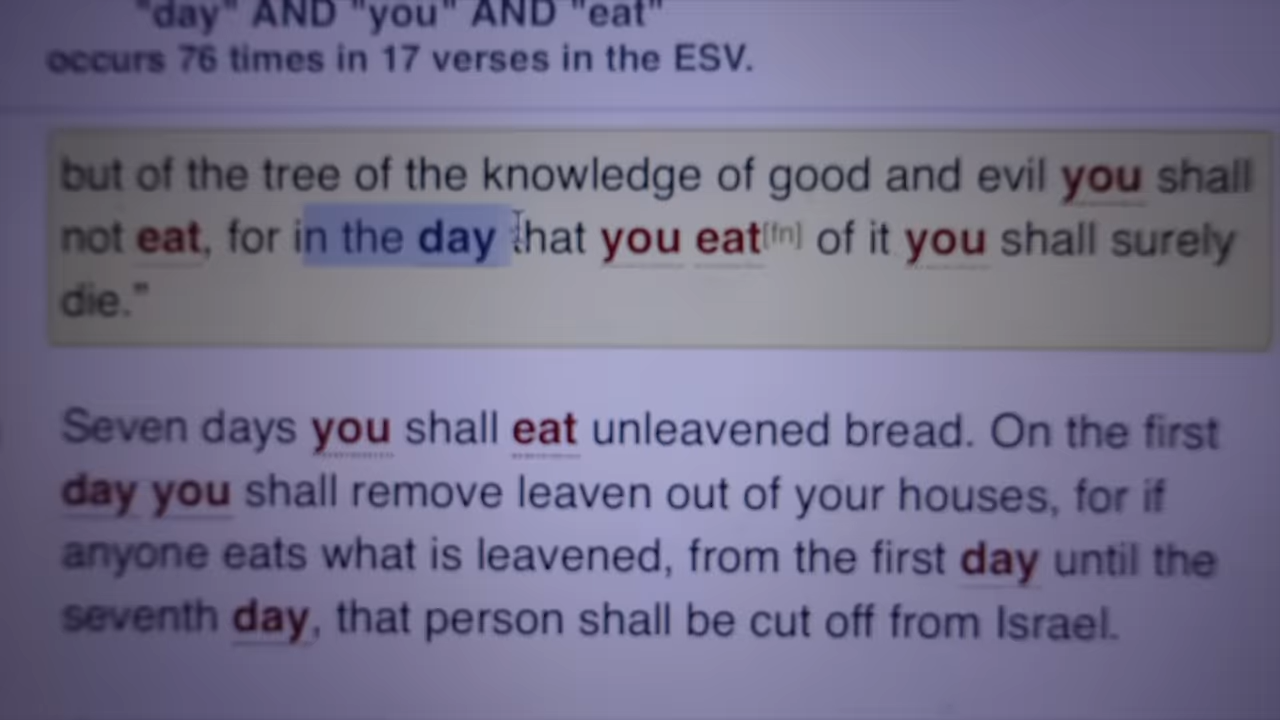 "day" AND "you" AND "eat"
occurs 76 times in 17 verses in the ESV.
but of the tree of the knowledge of good and evil you shall
not eat, for in the day that you eat[fn] of it you shall surely
die."
Seven days you shall eat unleavened bread. On the first
day you shall remove leaven out of your houses, for if
anyone eats what is leavened, from the first day until the
seventh day, that person shall be cut off from Israel.